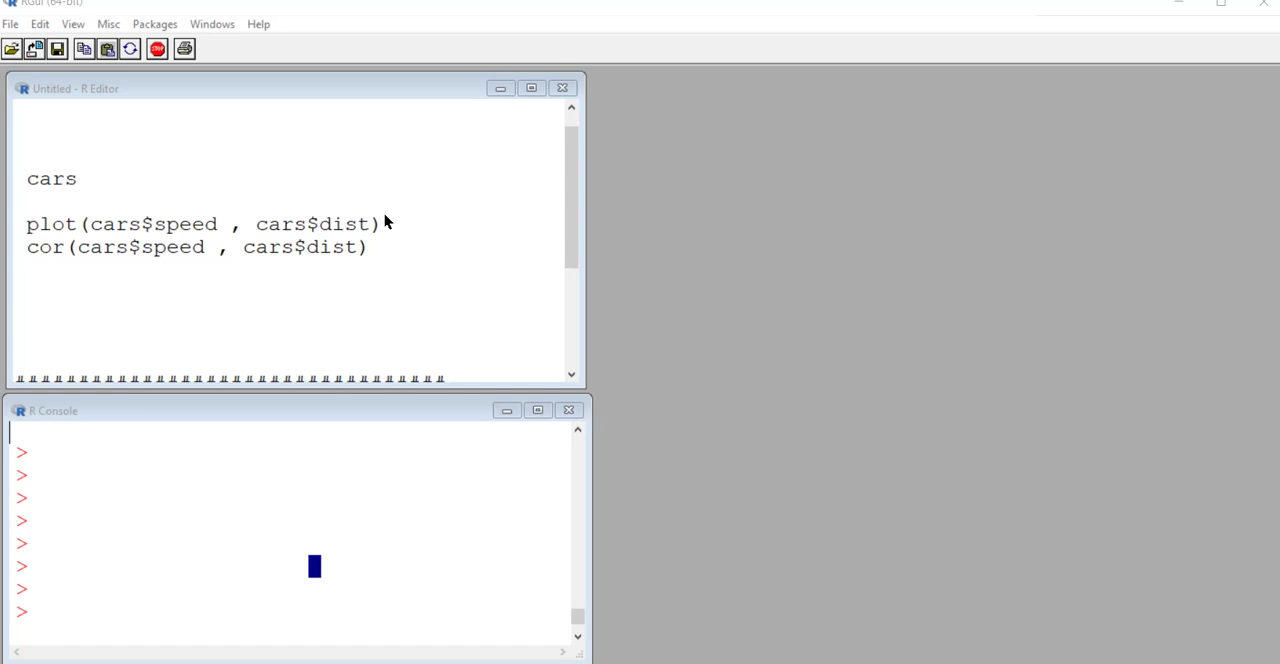 RGui (64-bit)
File Edit View Misc Packages Windows Help
STOP
R Untitled - R Editor
cars
plot(cars$speed , cars$dist)
cor(cars$speed , cars$dist)
##################################
R R Console
>
>
>
>
>
>
>
>